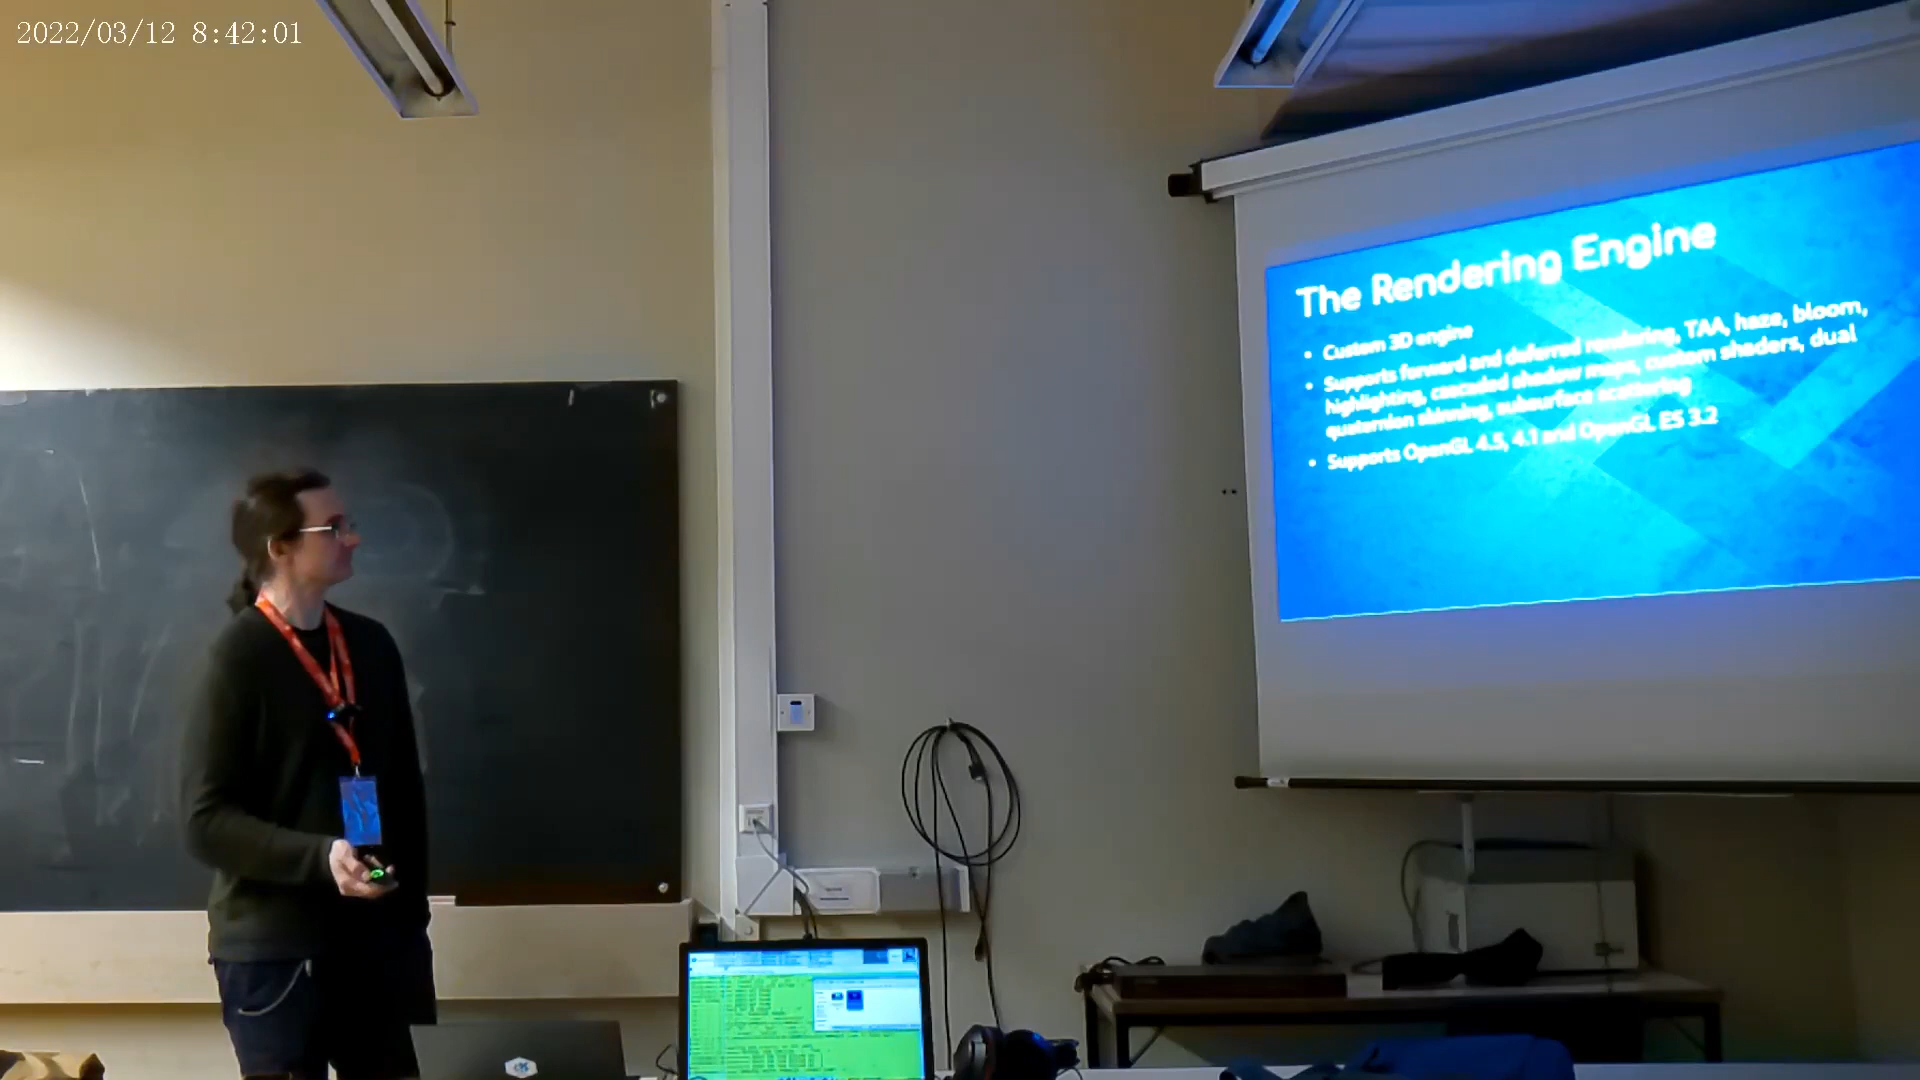 2022/03/12 8:42:01
The Rendering Engine
• Custom 3D engine
• Supports forward and deferred rendering, TAA, haze, bloom,
highlighting, cascaded shadow maps, custom shaders, dual
quaternion skinning, subsurface scattering
• Supports OpenGL 4.5, 4.1 and OpenGL ES 3.2